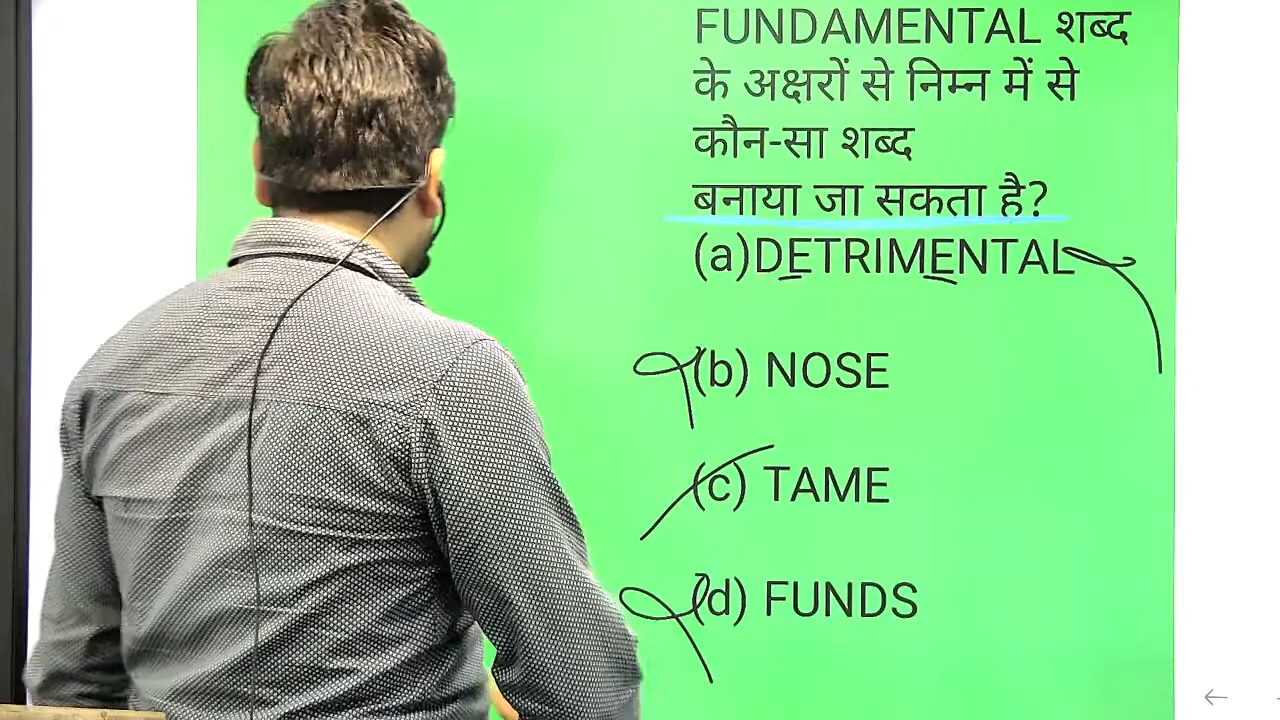 FUNDAMENTAL शब्द
के अक्षरों से निम्न में से
कौन-सा शब्द
बनाया जा सकता है?
(a)DETRIMENTAL
(b) NOSE
(c) TAME
(d) FUNDS